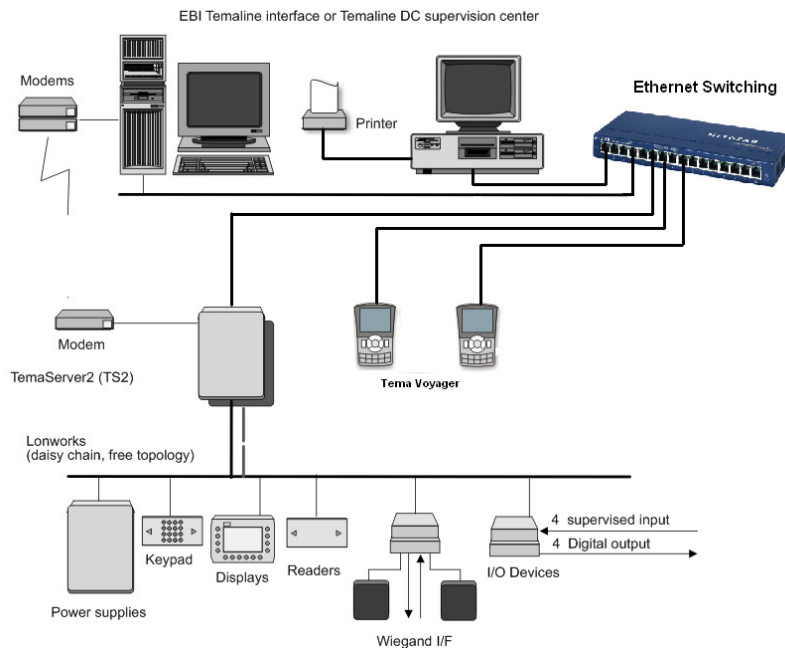 EBI Temaline interface or Temaline DC supervision center
Modems
Printer
Ethernet Switching
NETGEAR
Modem
TemaServer2 (TS2)
Tema Voyager
Lonworks
(daisy chain, free topology)
Keypad
Displays
Readers
Power supplies
Wiegand I/F
I/O Devices
4 supervised input
4 Digital output